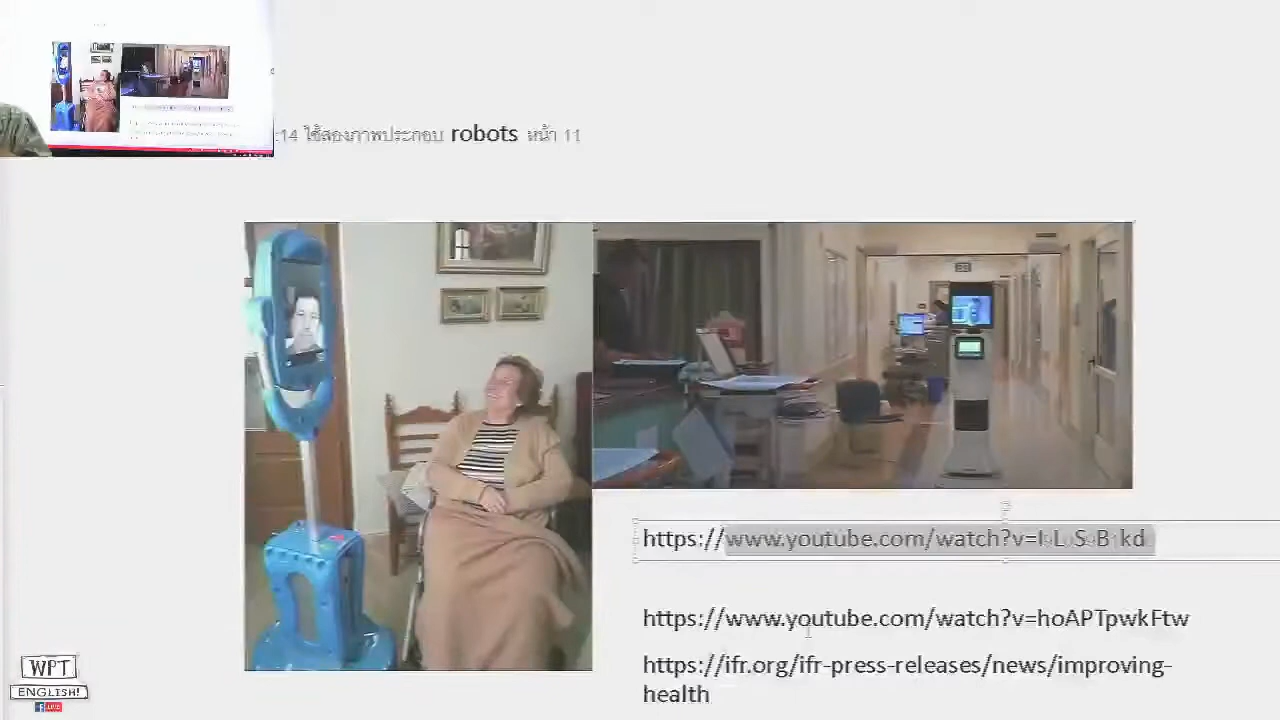 :14 ใช้สองภาพประกอบ robots หน้า 11
https://www.youtube.com/watch?v=
https://www.youtube.com/watch?v=hoAPTpwkFtw
https://ifr.org/ifr-press-releases/news/improving-
health
WPT
ENGLISH!